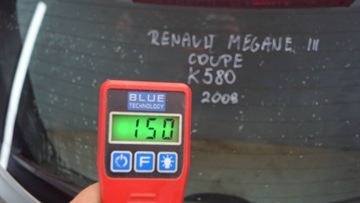 RENAULT MEGANE III
COUPE
K580
2008
BLUE
TECHNOLOGY
150
F